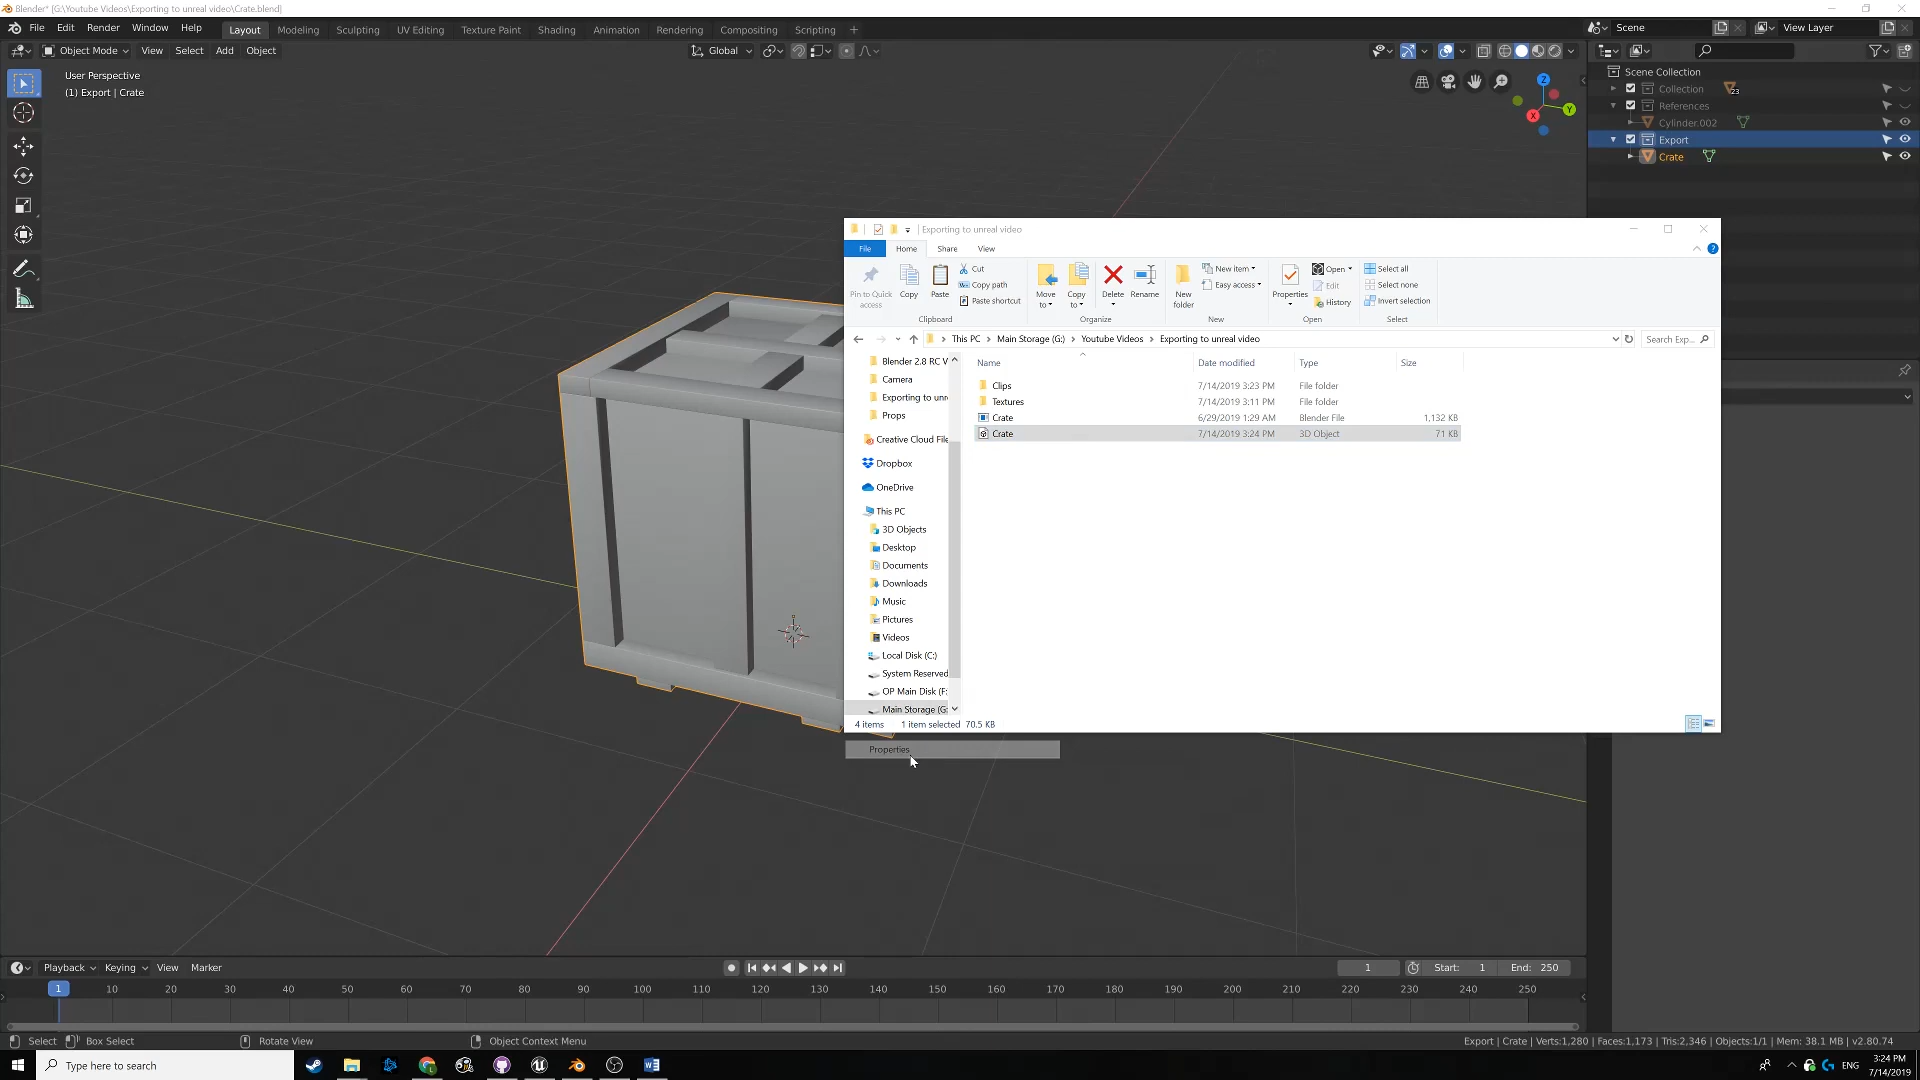 Blender* [G:\Youtube Videos\Exporting to unreal video\Crate.blend]
File Edit Render Window Help Layout Modeling Sculpting UV Editing Texture Paint Shading Animation Rendering Compositing Scripting + Scene View Layer
Object Mode View Select Add Object Global
User Perspective
(1) Export | Crate
Z
Y
X
Scene Collection
Collection 23
References
Cylinder.002
Export
Crate
Exporting to unreal video
File Home Share View
Pin to Quick access
Copy
Paste
Cut
Copy path
Paste shortcut
Clipboard
Move to
Copy to
Delete
Rename
Organize
New folder
New item
Easy access
New
Properties
Open
Edit
History
Open
Select all
Select none
Invert selection
Select
This PC > Main Storage (G:) > Youtube Videos > Exporting to unreal video
Search Exp...
Name Date modified Type Size
Clips 7/14/2019 3:23 PM File folder
Textures 7/14/2019 3:11 PM File folder
Crate 6/29/2019 1:29 AM Blender File 1,132 KB
Crate 7/14/2019 3:24 PM 3D Object 71 KB
Blender 2.8 RC V
Camera
Exporting to unr
Props
Creative Cloud File
Dropbox
OneDrive
This PC
3D Objects
Desktop
Documents
Downloads
Music
Pictures
Videos
Local Disk (C:)
System Reserved
OP Main Disk (F:
Main Storage (G:
4 items 1 item selected 70.5 KB
Properties
Playback Keying View Marker 1 Start: 1 End: 250
1 10 20 30 40 50 60 70 80 90 100 110 120 130 140 150 160 170 180 190 200 210 220 230 240 250
Select Box Select Rotate View Object Context Menu Export | Crate | Verts:1,280 | Faces:1,173 | Tris:2,346 | Objects:1/1 | Mem: 38.1 MB | v2.80.74
Type here to search
ENG
3:24 PM
7/14/2019